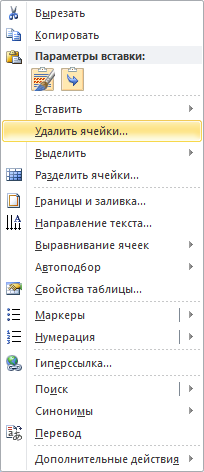 Вырезать
Копировать
Параметры вставки:
Вставить
Удалить ячейки...
Выделить
Разделить ячейки...
Границы и заливка...
Направление текста...
Выравнивание ячеек
Автоподбор
Свойства таблицы...
Маркеры
Нумерация
Гиперссылка...
Поиск
Синонимы
Перевод
Дополнительные действия